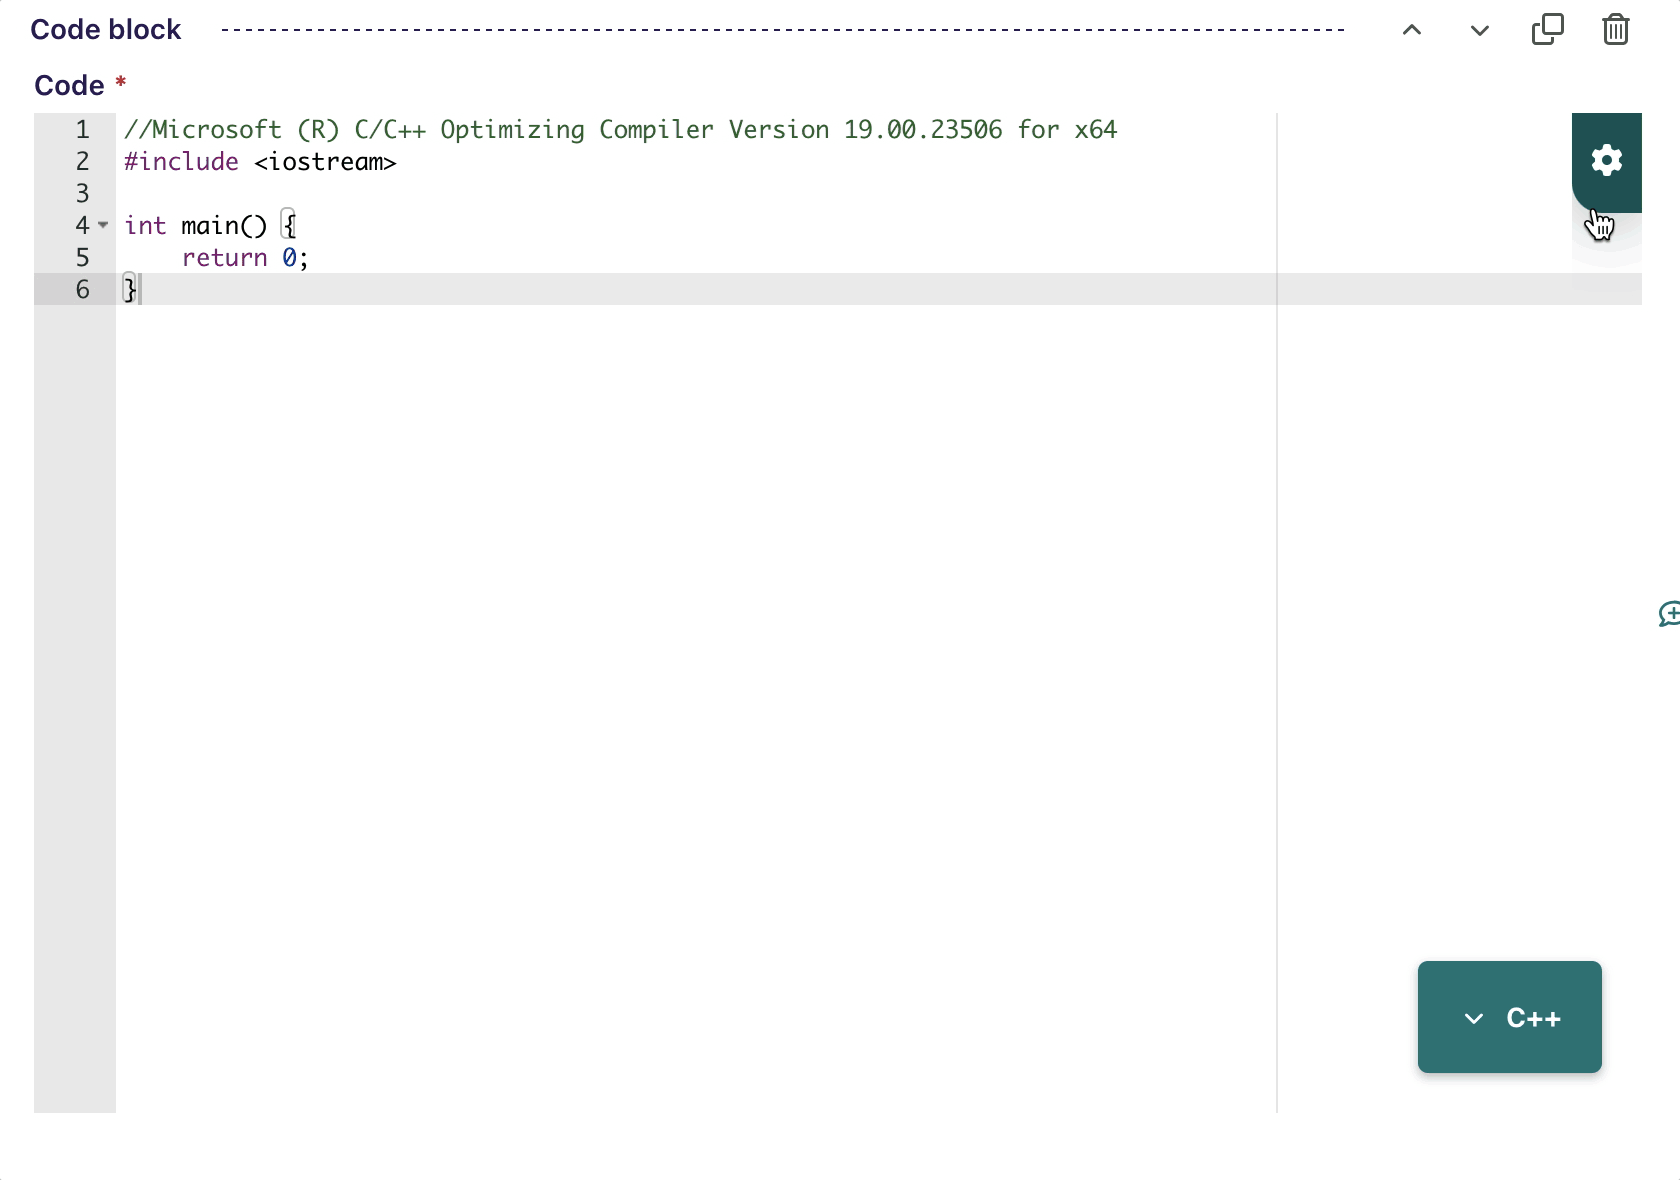 Code block
Code *
1 //Microsoft (R) C/C++ Optimizing Compiler Version 19.00.23506 for x64
2 #include <iostream>
3
4 int main() {
5     return 0;
6 }
C++